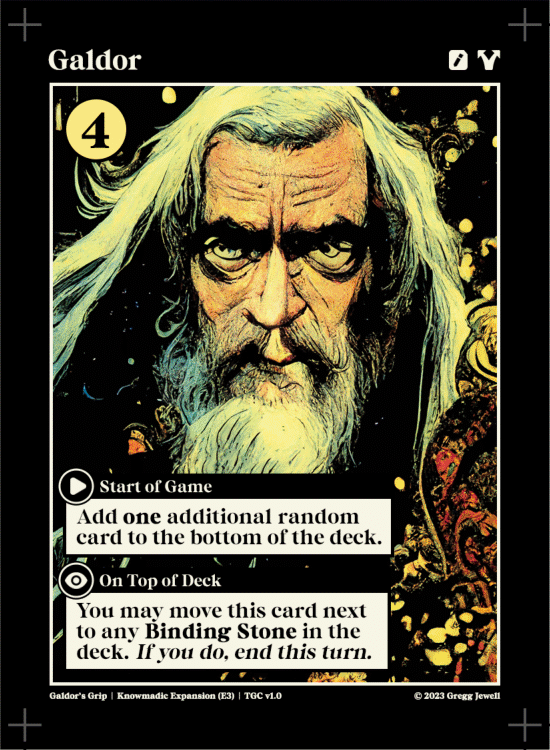 Galdor
4
Start of Game
Add one additional random
card to the bottom of the deck.
On Top of Deck
You may move this card next
to any Binding Stone in the
deck. If you do, end this turn.
Galdor's Grip | Knowmadic Expansion (E3) | TGC v1.0
© 2023 Gregg Jewell